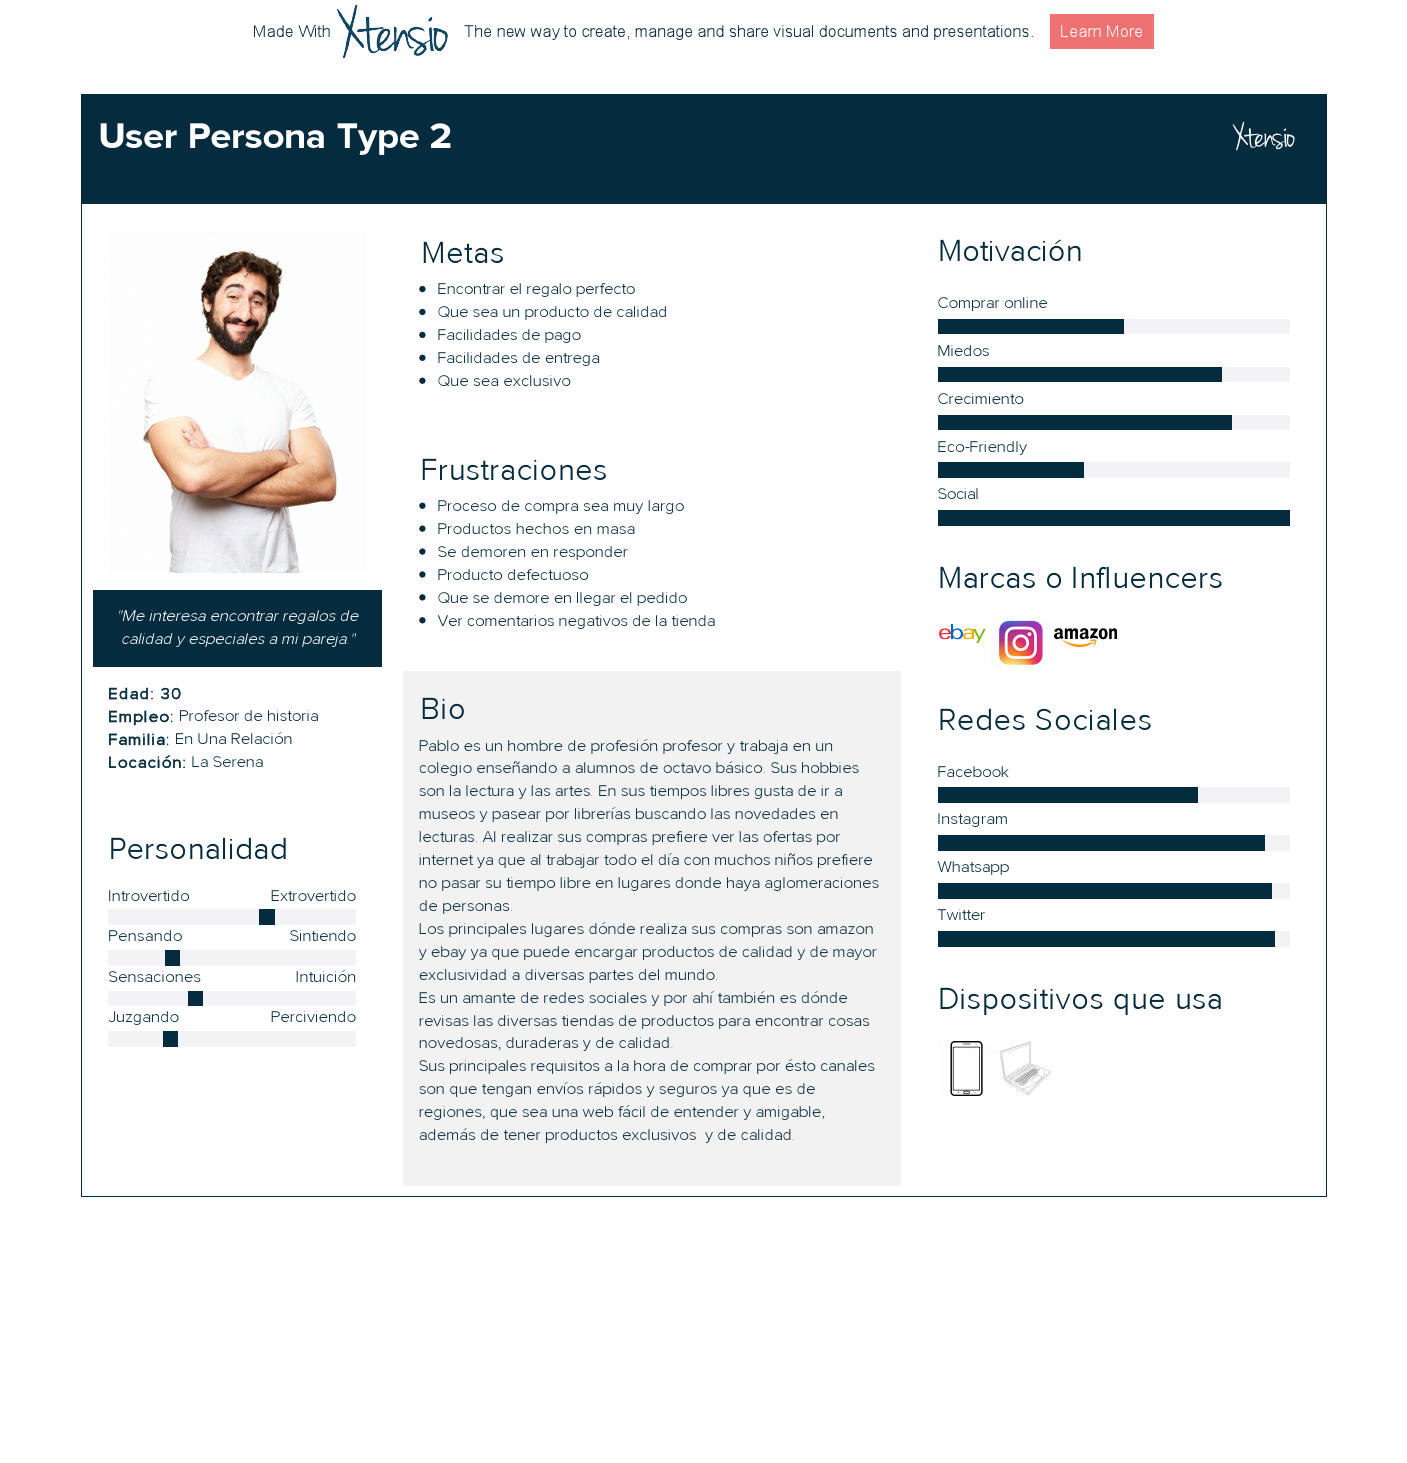 Made With Xtensio The new way to create, manage and share visual documents and presentations. Learn More
User Persona Type 2
Xtensio
"Me interesa encontrar regalos de
calidad y especiales a mi pareja."
Edad: 30
Empleo: Profesor de historia
Familia: En Una Relación
Locación: La Serena
Personalidad
Introvertido Extrovertido
Pensando Sintiendo
Sensaciones Intuición
Juzgando Perciviendo
Metas
Encontrar el regalo perfecto
Que sea un producto de calidad
Facilidades de pago
Facilidades de entrega
Que sea exclusivo
Frustraciones
Proceso de compra sea muy largo
Productos hechos en masa
Se demoren en responder
Producto defectuoso
Que se demore en llegar el pedido
Ver comentarios negativos de la tienda
Bio
Pablo es un hombre de profesión profesor y trabaja en un
colegio enseñando a alumnos de octavo básico. Sus hobbies
son la lectura y las artes. En sus tiempos libres gusta de ir a
museos y pasear por librerías buscando las novedades en
lecturas. Al realizar sus compras prefiere ver las ofertas por
internet ya que al trabajar todo el día con muchos niños prefiere
no pasar su tiempo libre en lugares donde haya aglomeraciones
de personas.
Los principales lugares dónde realiza sus compras son amazon
y ebay ya que puede encargar productos de calidad y de mayor
exclusividad a diversas partes del mundo.
Es un amante de redes sociales y por ahí también es dónde
revisas las diversas tiendas de productos para encontrar cosas
novedosas, duraderas y de calidad.
Sus principales requisitos a la hora de comprar por ésto canales
son que tengan envíos rápidos y seguros ya que es de
regiones, que sea una web fácil de entender y amigable,
además de tener productos exclusivos  y de calidad.
Motivación
Comprar online
Miedos
Crecimiento
Eco-Friendly
Social
Marcas o Influencers
ebay amazon
Redes Sociales
Facebook
Instagram
Whatsapp
Twitter
Dispositivos que usa